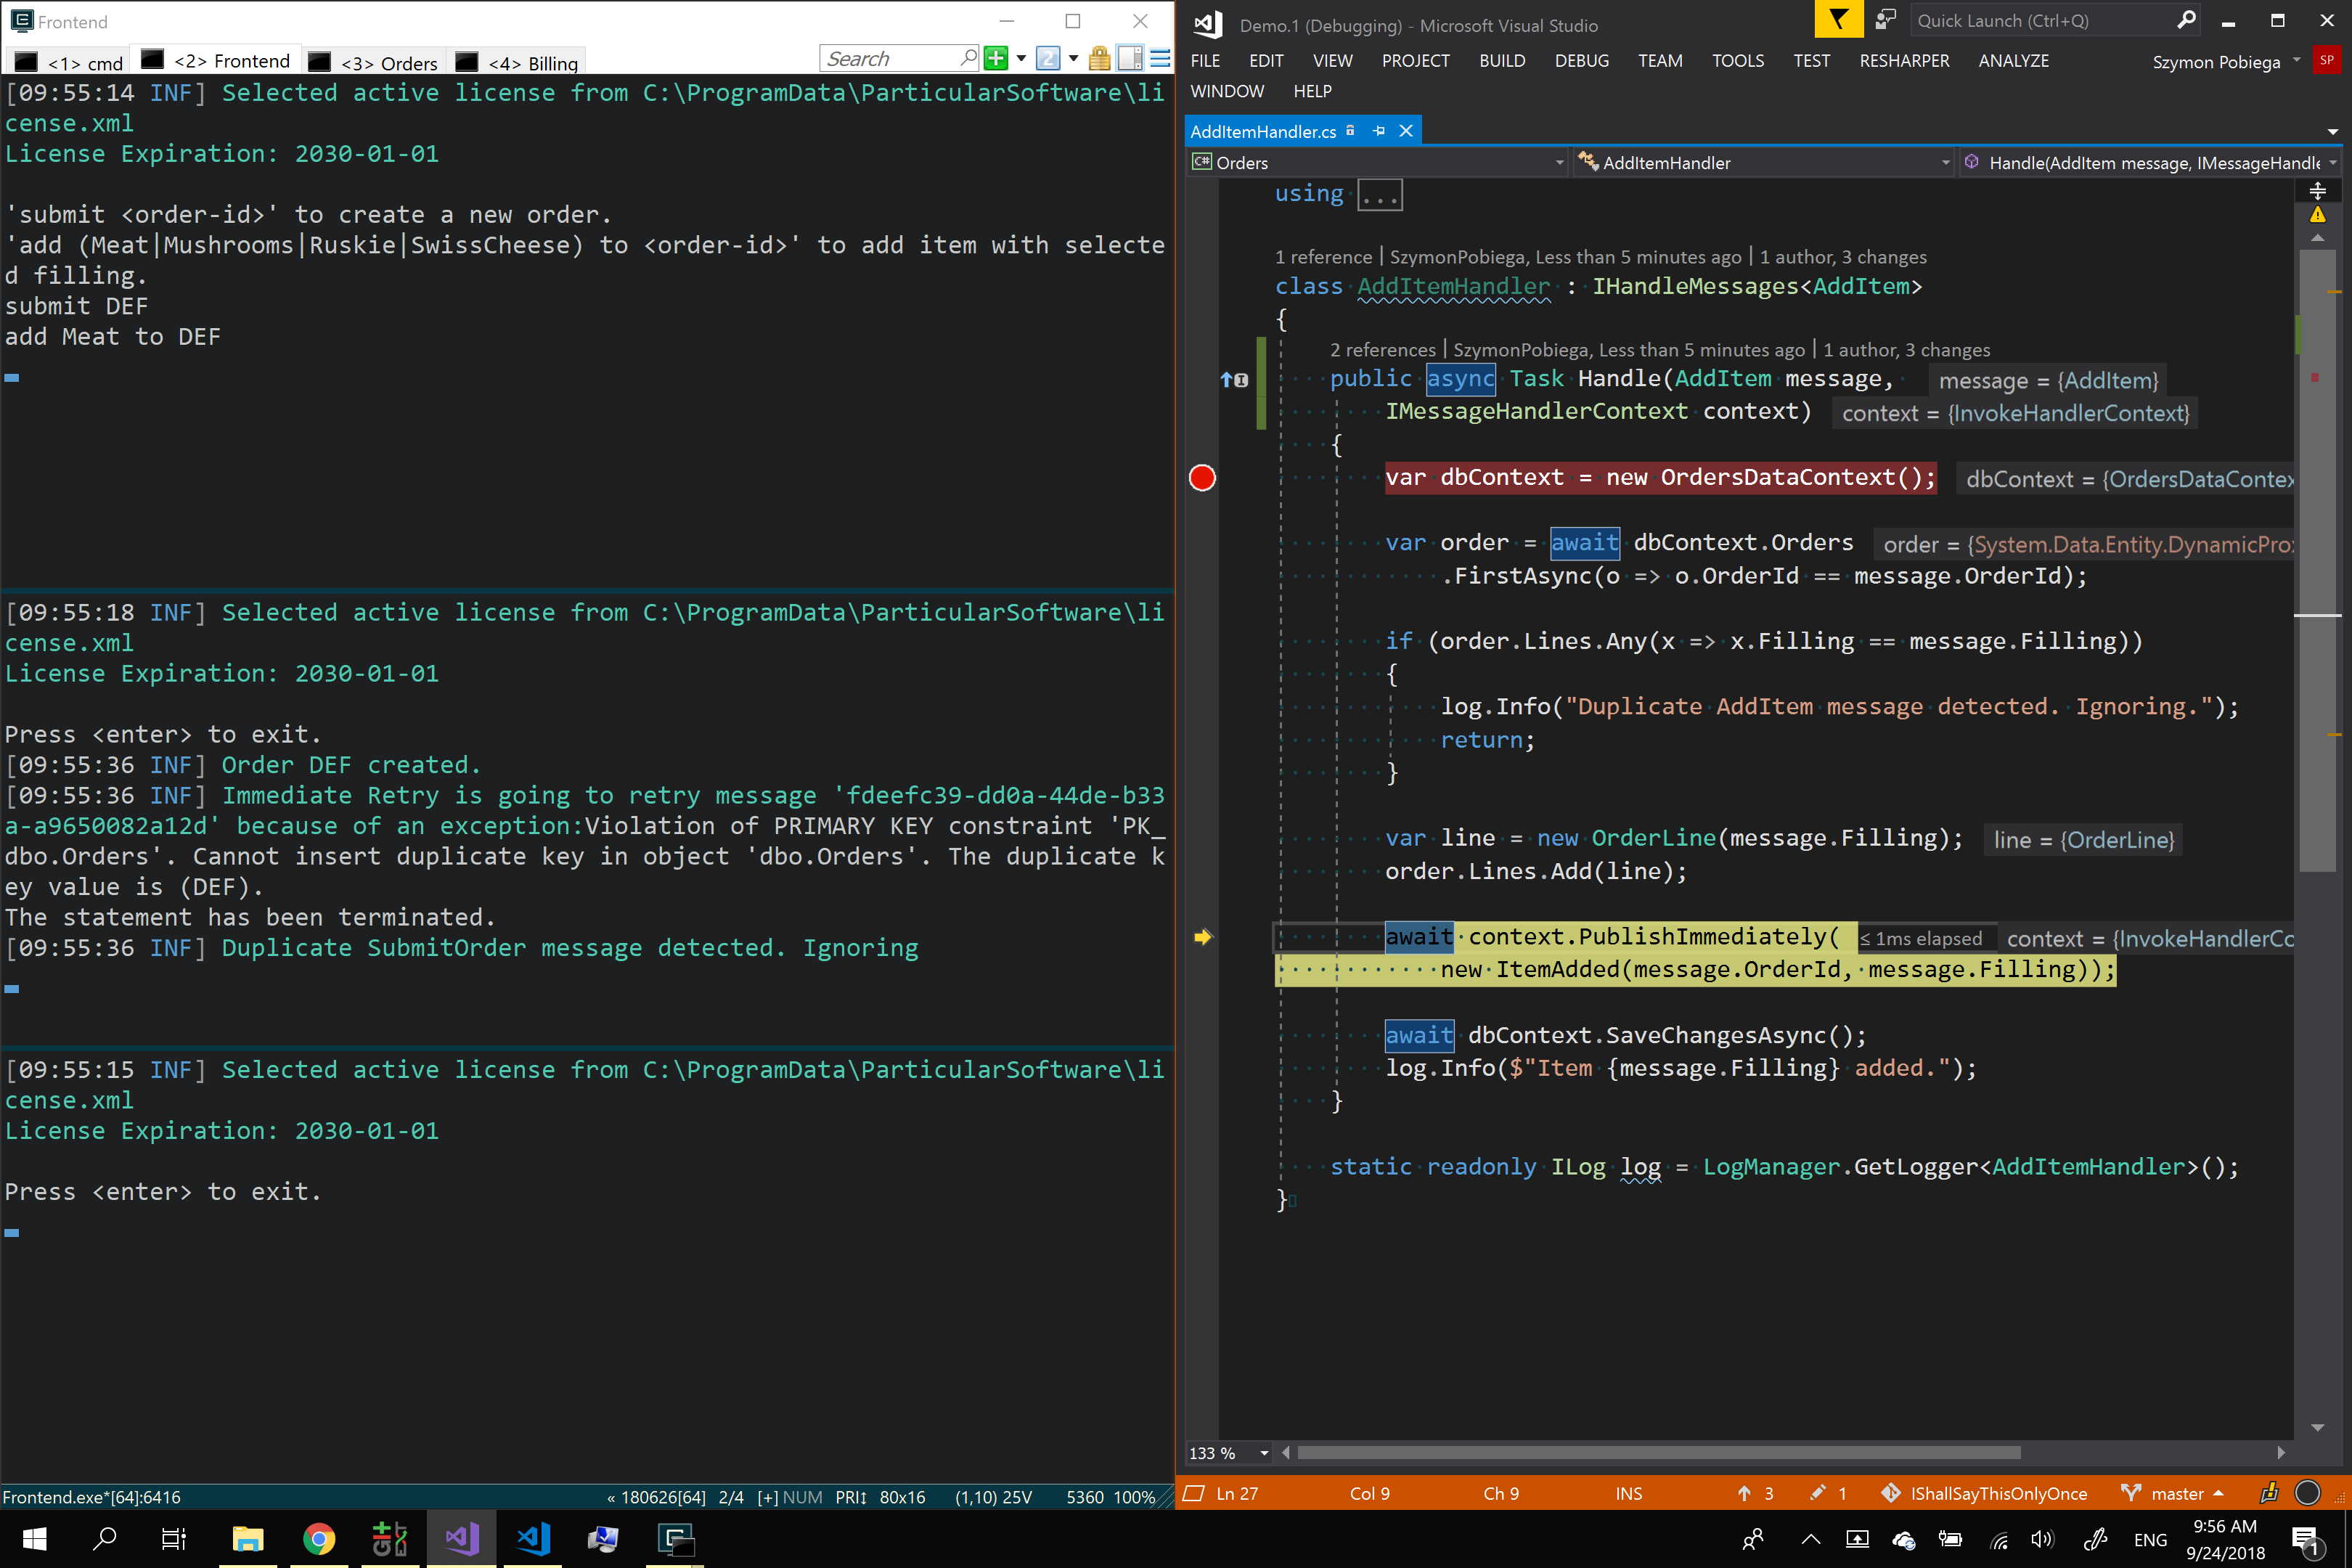 Frontend
<1> cmd
<2> Frontend
<3> Orders
<4> Billing
Search
[09:55:14 INF] Selected active license from C:\ProgramData\ParticularSoftware\li
cense.xml
License Expiration: 2030-01-01
'submit <order-id>' to create a new order.
'add (Meat|Mushrooms|Ruskie|SwissCheese) to <order-id>' to add item with selecte
d filling.
submit DEF
add Meat to DEF
[09:55:18 INF] Selected active license from C:\ProgramData\ParticularSoftware\li
cense.xml
License Expiration: 2030-01-01
Press <enter> to exit.
[09:55:36 INF] Order DEF created.
[09:55:36 INF] Immediate Retry is going to retry message 'fdeefc39-dd0a-44de-b33
a-a9650082a12d' because of an exception:Violation of PRIMARY KEY constraint 'PK_
dbo.Orders'. Cannot insert duplicate key in object 'dbo.Orders'. The duplicate k
ey value is (DEF).
The statement has been terminated.
[09:55:36 INF] Duplicate SubmitOrder message detected. Ignoring
[09:55:15 INF] Selected active license from C:\ProgramData\ParticularSoftware\li
cense.xml
License Expiration: 2030-01-01
Press <enter> to exit.
Frontend.exe*[64]:6416
« 180626[64] 2/4 [+] NUM PRI↕ 80x16 (1,10) 25V 5360 100%
Demo.1 (Debugging) - Microsoft Visual Studio
Quick Launch (Ctrl+Q)
FILE EDIT VIEW PROJECT BUILD DEBUG TEAM TOOLS TEST RESHARPER ANALYZE
Szymon Pobiega SP
WINDOW HELP
AddItemHandler.cs
C# Orders
AddItemHandler
Handle(AddItem message, IMessageHandle
using ...
1 reference | SzymonPobiega, Less than 5 minutes ago | 1 author, 3 changes
class AddItemHandler : IHandleMessages<AddItem>
{
2 references | SzymonPobiega, Less than 5 minutes ago | 1 author, 3 changes
public async Task Handle(AddItem message, message = {AddItem}
IMessageHandlerContext context) context = {InvokeHandlerContext}
{
var dbContext = new OrdersDataContext(); dbContext = {OrdersDataContex
var order = await dbContext.Orders order = {System.Data.Entity.DynamicProx
.FirstAsync(o => o.OrderId == message.OrderId);
if (order.Lines.Any(x => x.Filling == message.Filling))
{
log.Info("Duplicate AddItem message detected. Ignoring.");
return;
}
var line = new OrderLine(message.Filling); line = {OrderLine}
order.Lines.Add(line);
await context.PublishImmediately( ≤ 1ms elapsed context = {InvokeHandlerCo
new ItemAdded(message.OrderId, message.Filling));
await dbContext.SaveChangesAsync();
log.Info($"Item {message.Filling} added.");
}
static readonly ILog log = LogManager.GetLogger<AddItemHandler>();
}
133 %
Ln 27 Col 9 Ch 9 INS 3 1 IShallSayThisOnlyOnce master
ENG
9:56 AM
9/24/2018
1